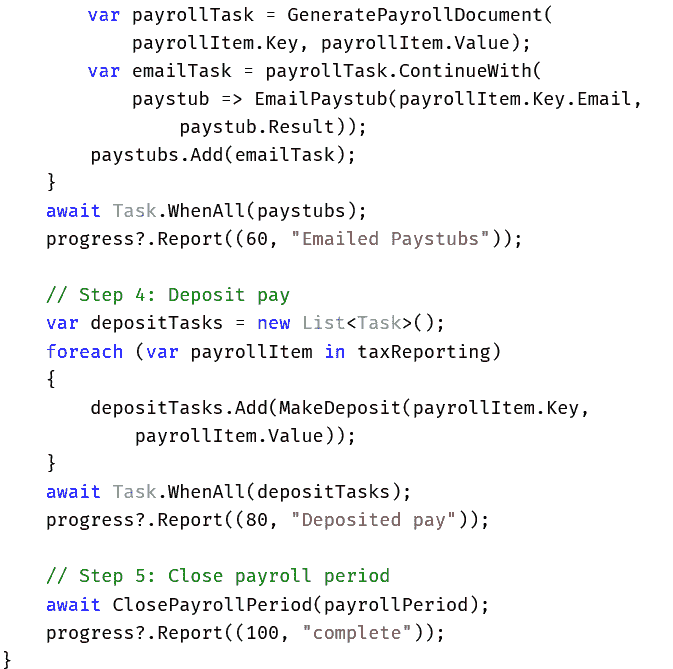 var payrollTask = GeneratePayrollDocument(
payrollItem.Key, payrollItem.Value);
var emailTask = payrollTask.ContinueWith(
paystub => EmailPaystub(payrollItem.Key.Email,
paystub.Result));
paystubs.Add(emailTask);
}
await Task.WhenAll(paystubs);
progress?.Report((60, "Emailed Paystubs"));
// Step 4: Deposit pay
var depositTasks = new List<Task>();
foreach (var payrollItem in taxReporting)
{
depositTasks.Add(MakeDeposit(payrollItem.Key,
payrollItem.Value));
}
await Task.WhenAll(depositTasks);
progress?.Report((80, "Deposited pay"));
// Step 5: Close payroll period
await ClosePayrollPeriod(payrollPeriod);
progress?.Report((100, "complete"));
}